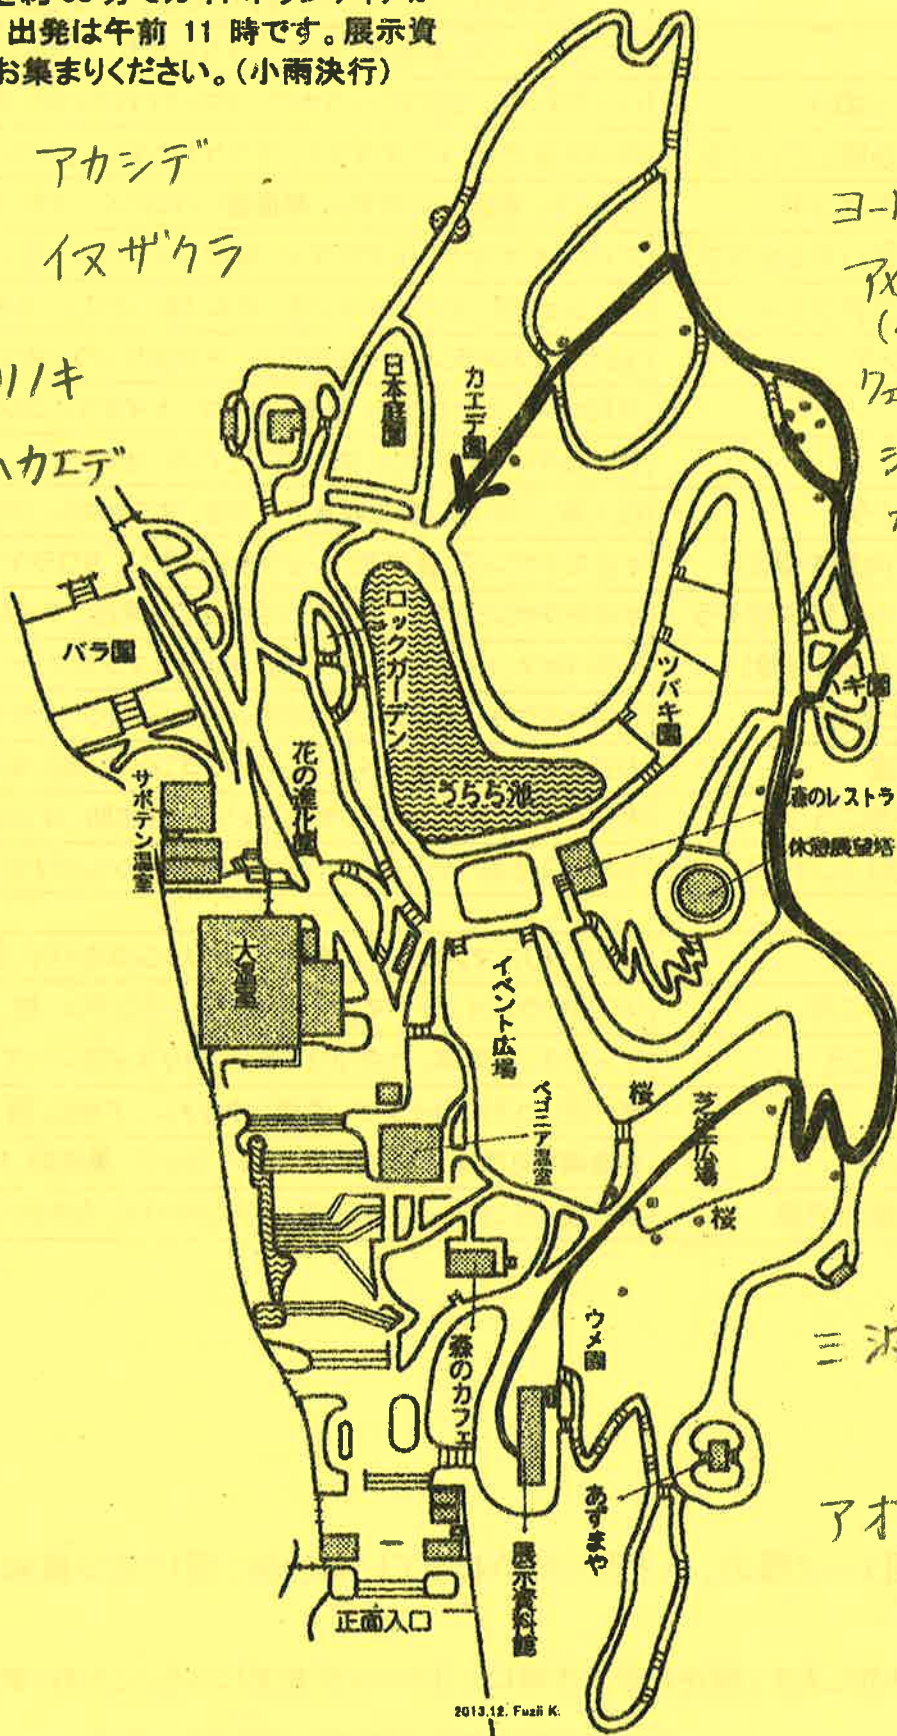 出発は午前 11 時です。展示資
お集まりください。(小雨決行)
アカシデ
イヌザクラ
リノキ
ハカエデ
ヨー
日本庭園
カエデ園
バラ園
ロックガーデン
ツバキ園
ハギ園
サボテン温室
花の進化園
うらら池
森のレストラ
休憩展望塔
大温室
イベント広場
桜
芝生広場
ベゴニア温室
桜
ウメ園
森のカフェ
三
あずまや
アオ
展示資料館
正面入口
2013.12. Fuzii K.